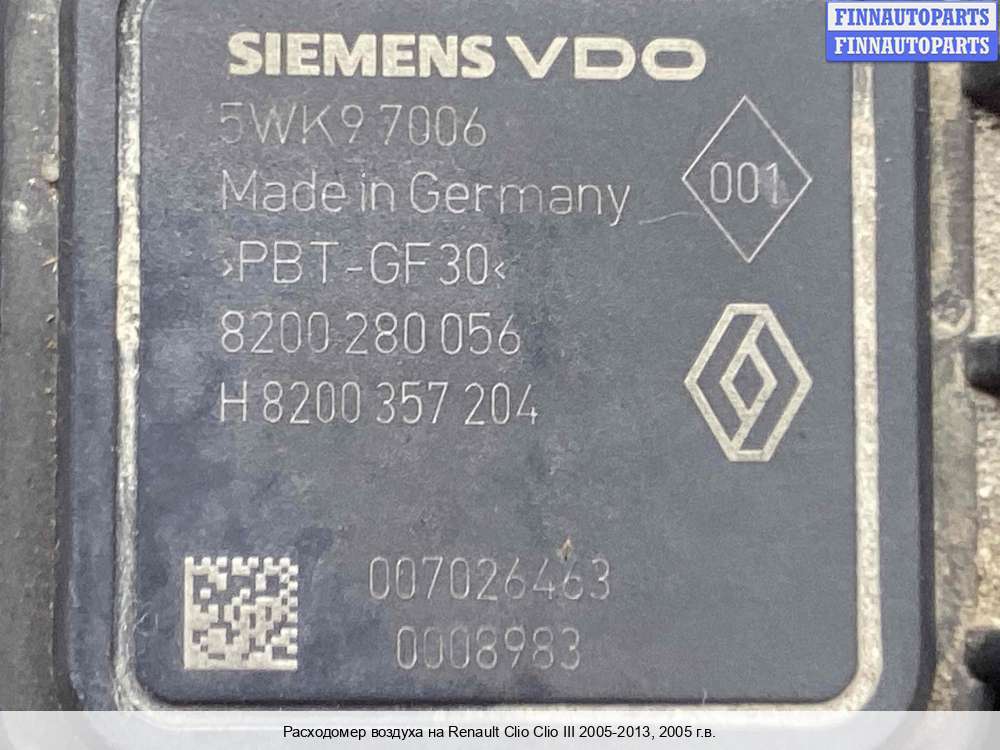 FINNAUTOPARTS
FINNAUTOPARTS
SIEMENS VDO
5WK9 7006
Made in Germany
001
>PBT-GF30<
8200 280 056
H 8200 357 204
007026463
0008983
Расходомер воздуха на Renault Clio Clio III 2005-2013, 2005 г.в.